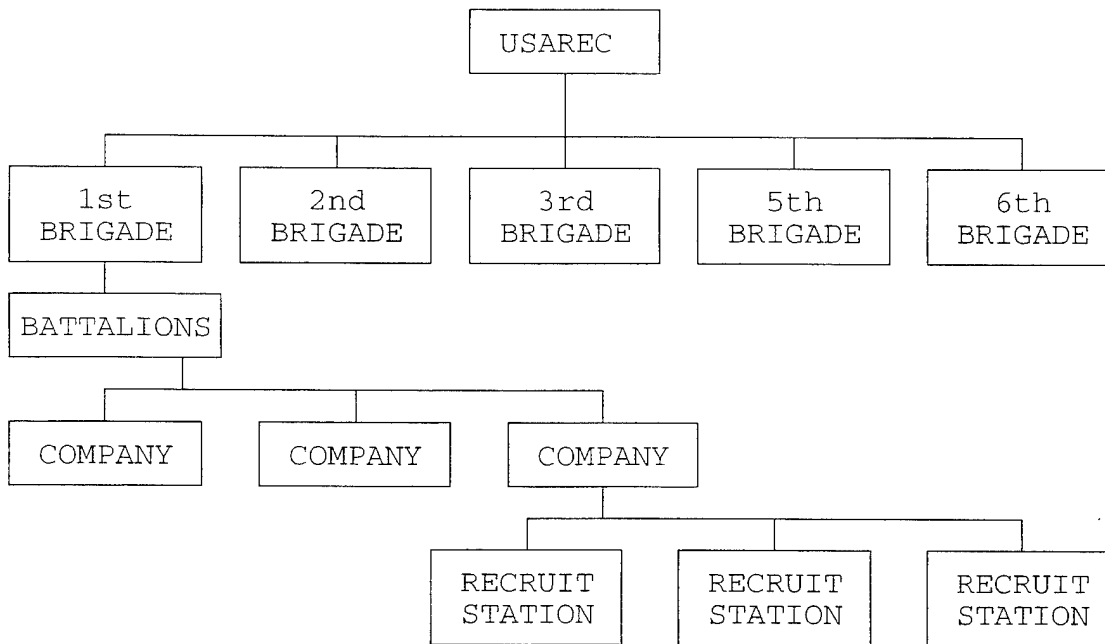 USAREC
1st
BRIGADE
2nd
BRIGADE
3rd
BRIGADE
5th
BRIGADE
6th
BRIGADE
BATTALIONS
COMPANY
COMPANY
COMPANY
RECRUIT
STATION
RECRUIT
STATION
RECRUIT
STATION